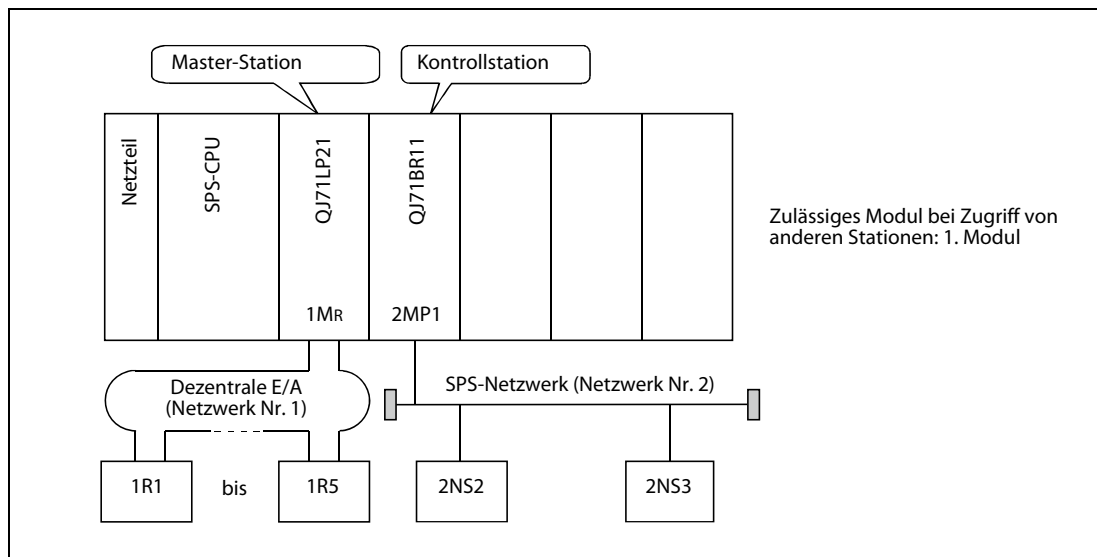 Master-Station
Kontrollstation
Netzteil
SPS-CPU
QJ71LP21
QJ71BR11
Zulässiges Modul bei Zugriff von
anderen Stationen: 1. Modul
1MR
2MP1
Dezentrale E/A
(Netzwerk Nr. 1)
SPS-Netzwerk (Netzwerk Nr. 2)
1R1
bis
1R5
2NS2
2NS3